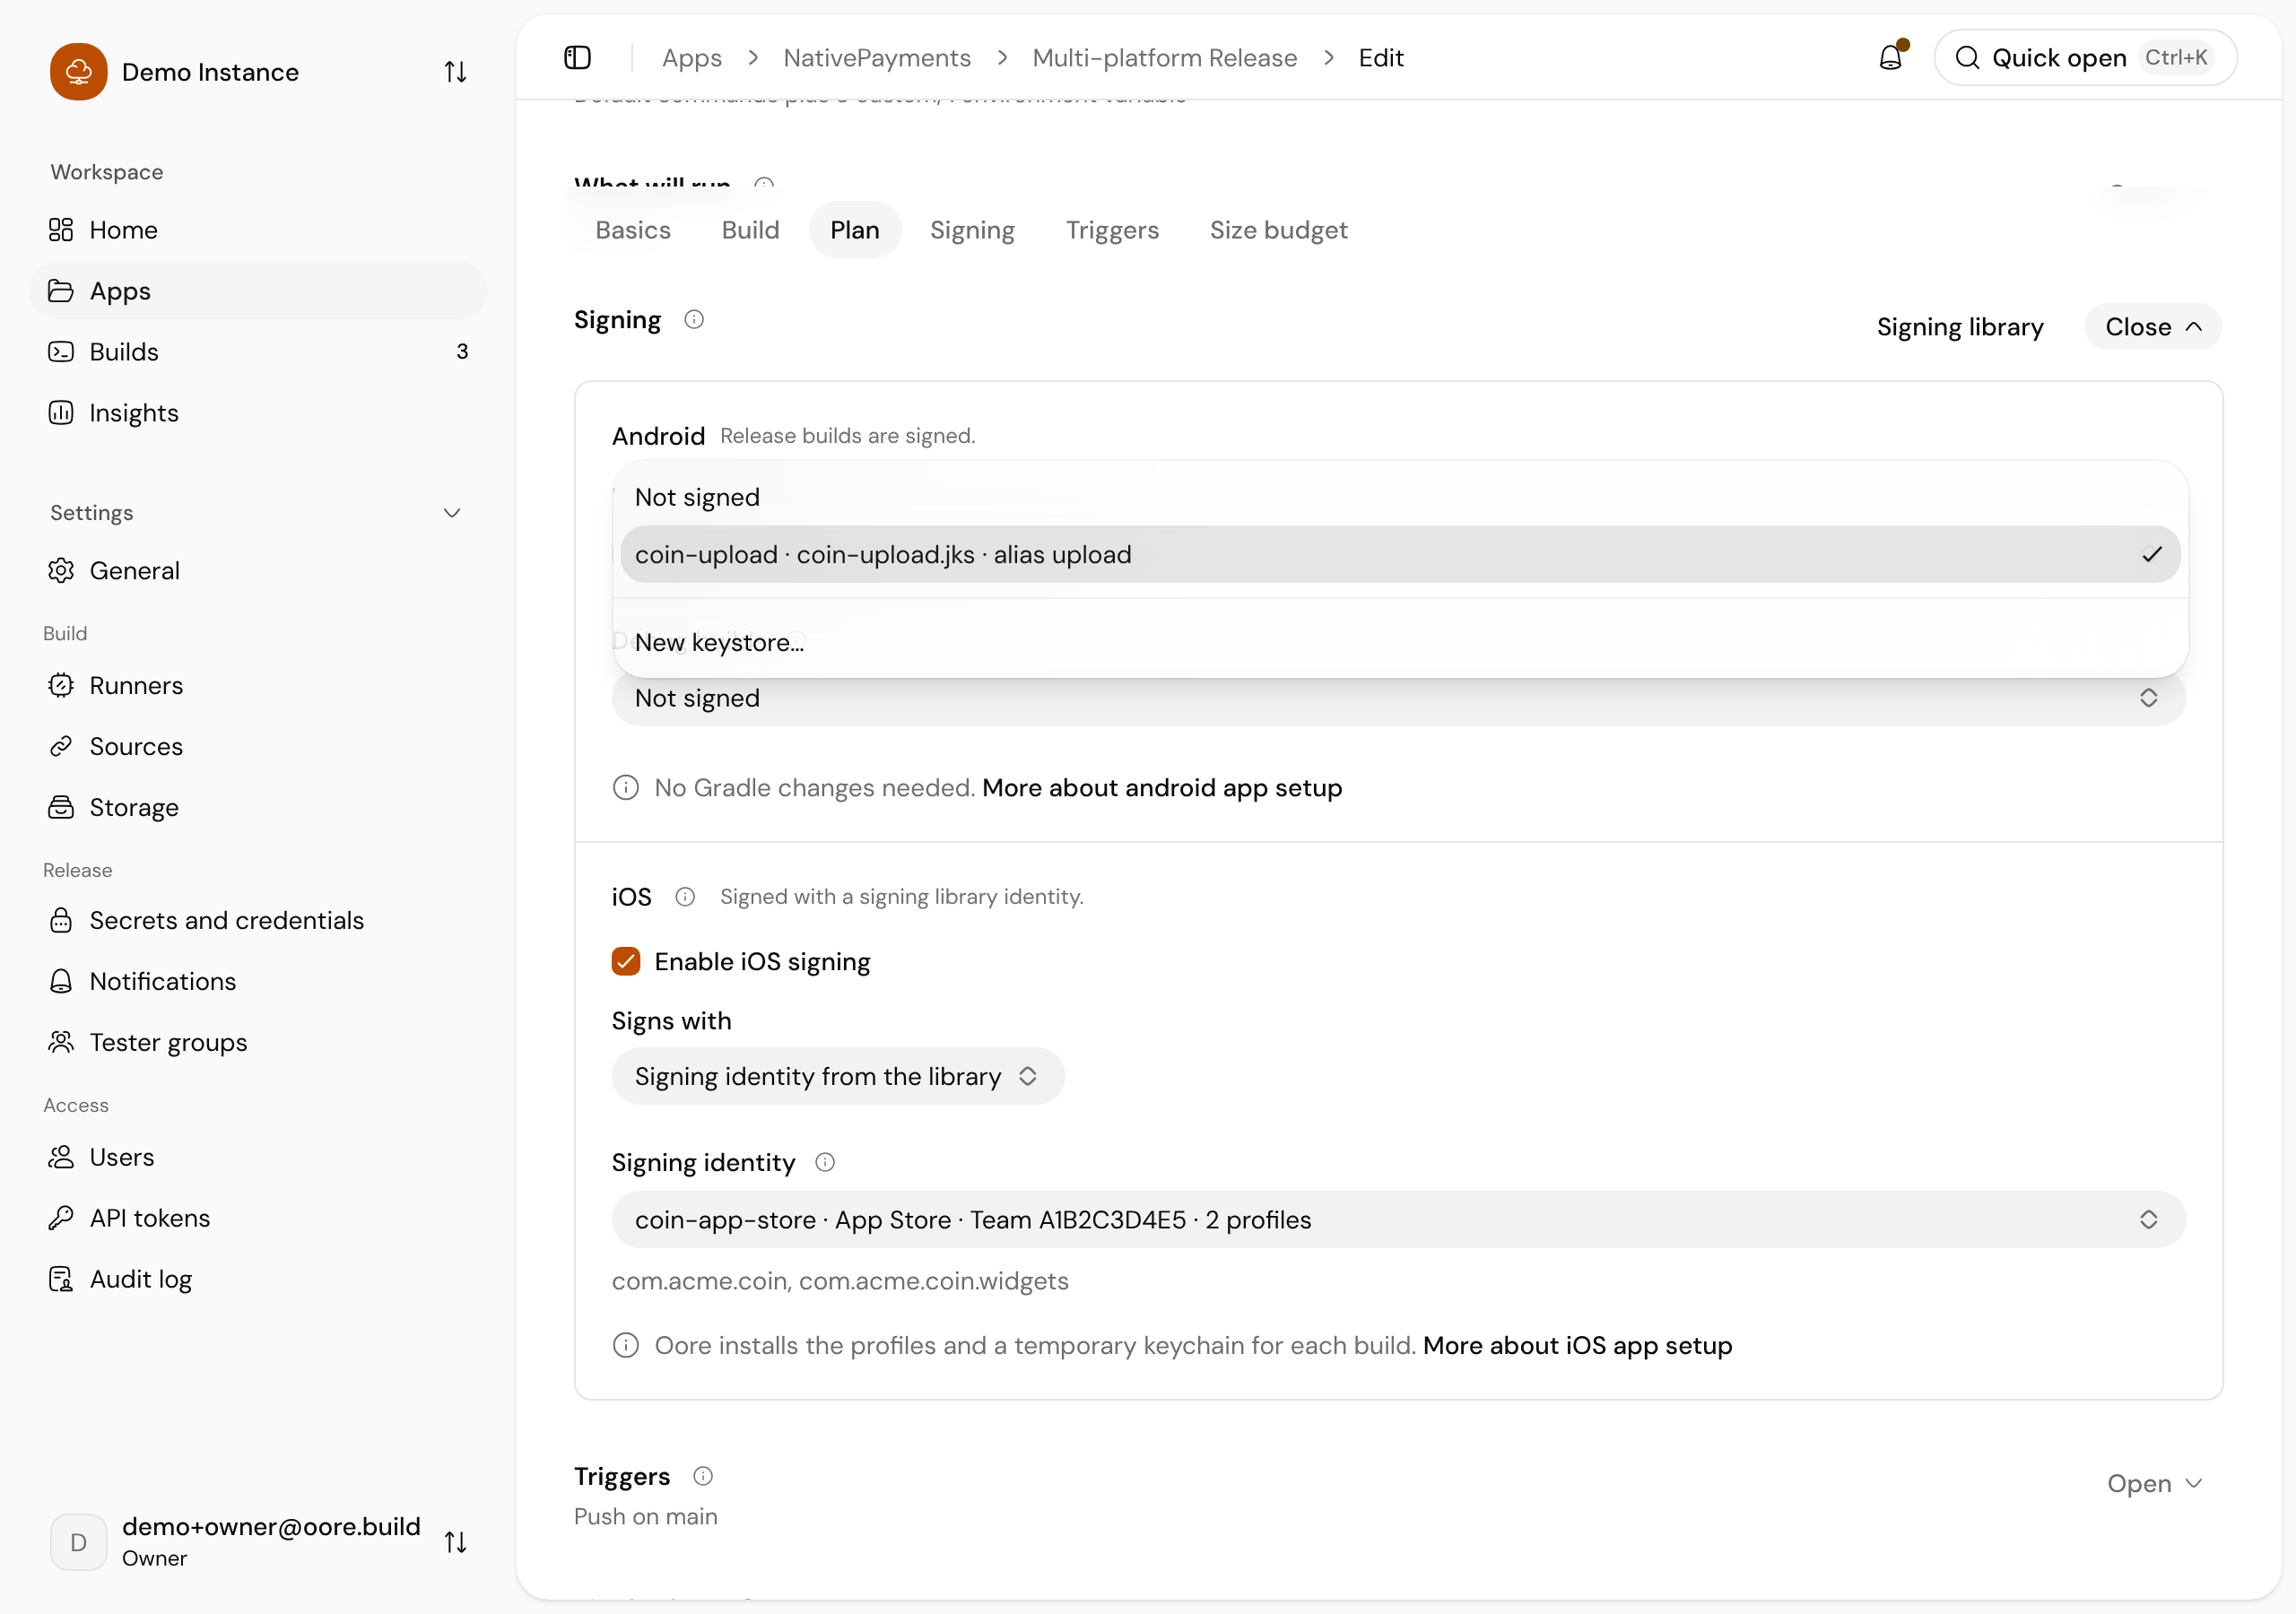 Demo Instance
Workspace
Home
Apps
Builds 3
Insights
Settings
General
Build
Runners
Sources
Storage
Release
Secrets and credentials
Notifications
Tester groups
Access
Users
API tokens
Audit log
D
demo+owner@oore.build
Owner
Apps > NativePayments > Multi-platform Release > Edit
Quick open Ctrl+K
What will run
Basics Build Plan Signing Triggers Size budget
Signing
Signing library Close
Android Release builds are signed.
Not signed
coin-upload · coin-upload.jks · alias upload
New keystore...
Not signed
No Gradle changes needed. More about android app setup
iOS Signed with a signing library identity.
Enable iOS signing
Signs with
Signing identity from the library
Signing identity
coin-app-store · App Store · Team A1B2C3D4E5 · 2 profiles
com.acme.coin, com.acme.coin.widgets
Oore installs the profiles and a temporary keychain for each build. More about iOS app setup
Triggers
Open
Push on main